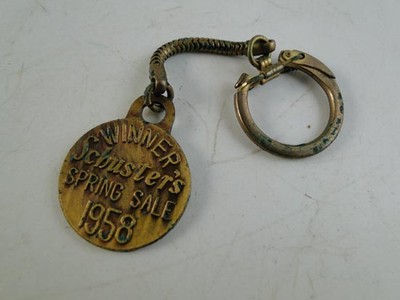 WINNER
Schuster's
SPRING SALE
1958